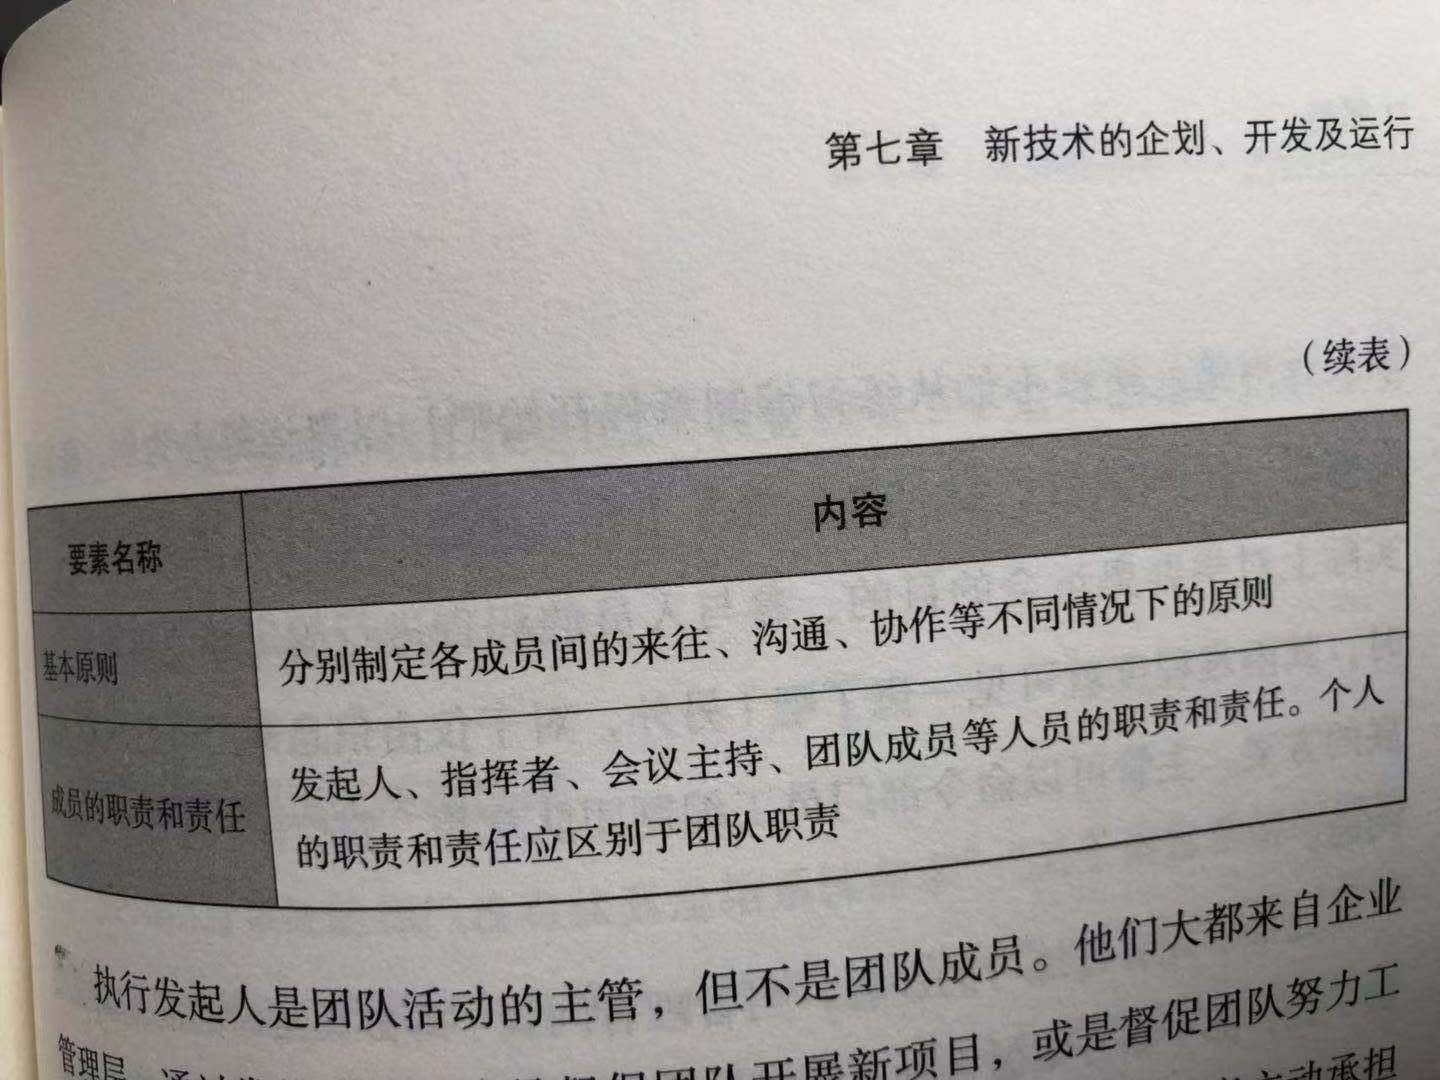 第七章 新技术的企划、开发及运行
（续表）
要素名称 内容
基本原则 分别制定各成员间的来往、沟通、协作等不同情况下的原则
成员的职责和责任 发起人、指挥者、会议主持、团队成员等人员的职责和责任。个人
的职责和责任应区别于团队职责
执行发起人是团队活动的主管，但不是团队成员。他们大都来自企业
管理层，通过 促团队开展新项目，或是督促团队努力工
主动承担